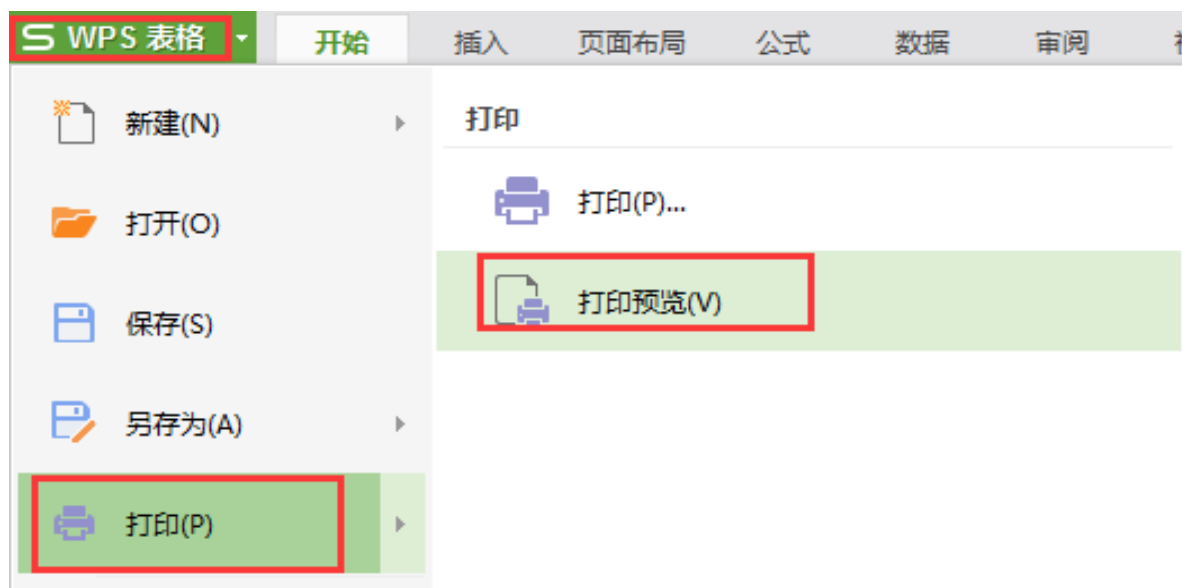 WPS 表格 开始 插入 页面布局 公式 数据 审阅
新建(N)
打开(O)
保存(S)
另存为(A)
打印(P)
打印
打印(P)...
打印预览(V)